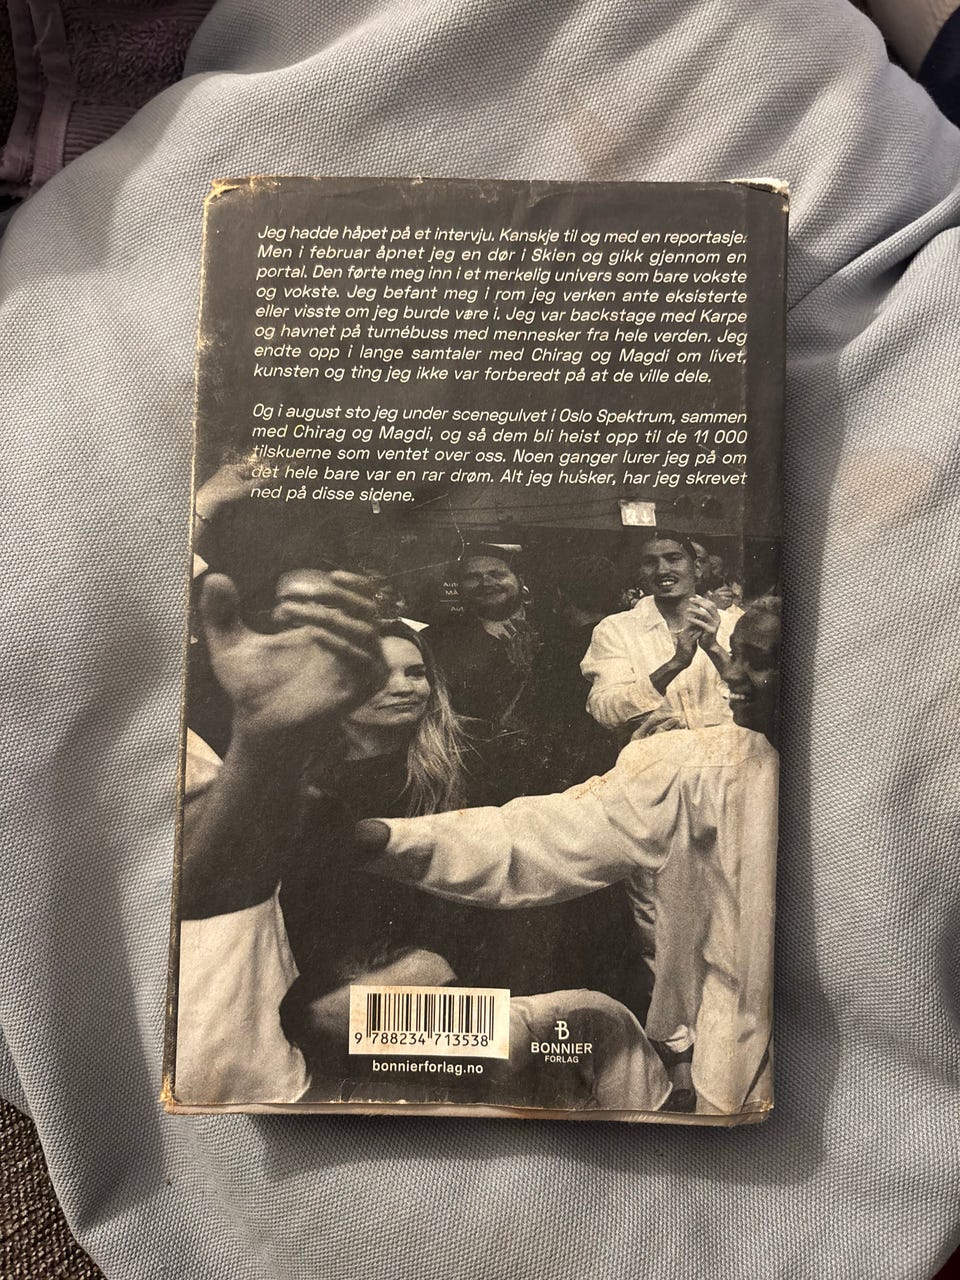 Jeg hadde håpet på et intervju. Kanskje til og med en reportasje.
Men i februar åpnet jeg en dør i Skien og gikk gjennom en
portal. Den førte meg inn i et merkelig univers som bare vokste
og vokste. Jeg befant meg i rom jeg verken ante eksisterte
eller visste om jeg burde være i. Jeg var backstage med Karpe
og havnet på turnébuss med mennesker fra hele verden. Jeg
endte opp i lange samtaler med Chirag og Magdi om livet,
kunsten og ting jeg ikke var forberedt på at de ville dele.
Og i august sto jeg under scenegulvet i Oslo Spektrum, sammen
med Chirag og Magdi, og så dem bli heist opp til de 11 000
tilskuerne som ventet over oss. Noen ganger lurer jeg på om
det hele bare var en rar drøm. Alt jeg husker, har jeg skrevet
ned på disse sidene.
Aut
MÅ
Aut
9 788234 713538
bonnierforlag.no
B
BONNIER
FORLAG